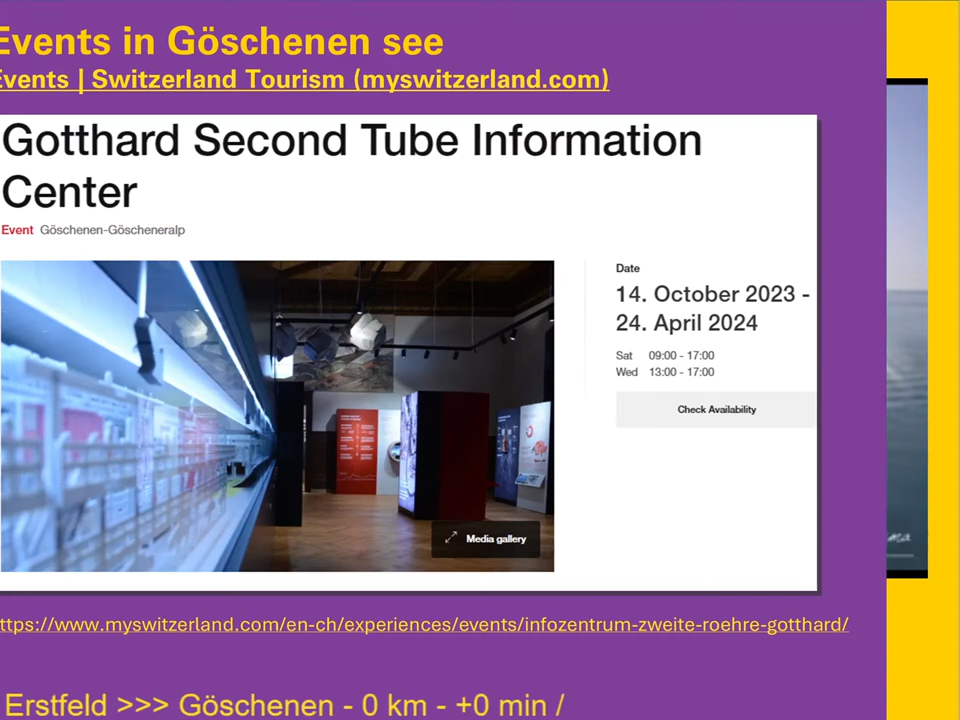 Events in Göschenen see
Events | Switzerland Tourism (myswitzerland.com)
Gotthard Second Tube Information
Center
Event Göschenen-Göscheneralp
Date
14. October 2023 -
24. April 2024
Sat 09:00 - 17:00
Wed 13:00 - 17:00
Check Availability
Media gallery
ttps://www.myswitzerland.com/en-ch/experiences/events/infozentrum-zweite-roehre-gotthard/
Erstfeld >>> Göschenen - 0 km - +0 min /